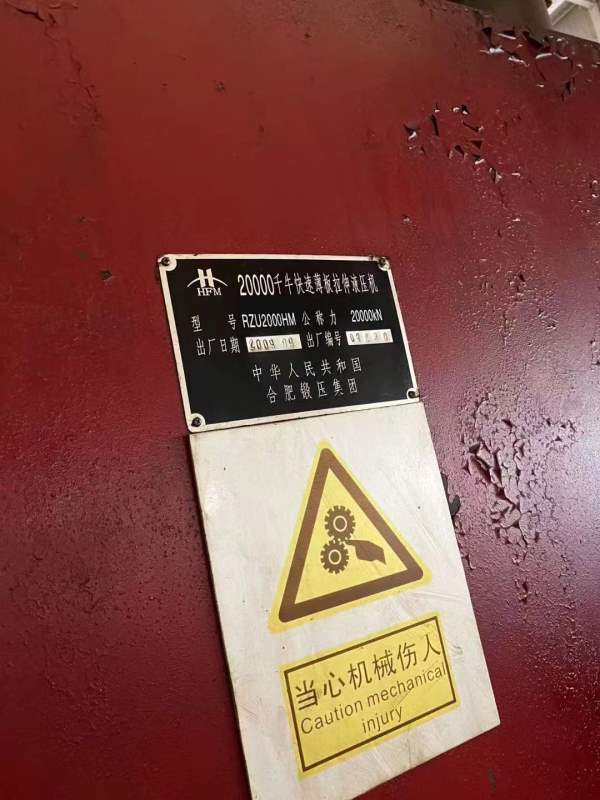 HFM
20000千牛快速薄板拉伸液压机
型号 RZU2000HM 公称力 20000kN
出厂日期 2009 09 出厂编号
中华人民共和国
合肥锻压集团
当心机械伤人
Caution mechanical
injury